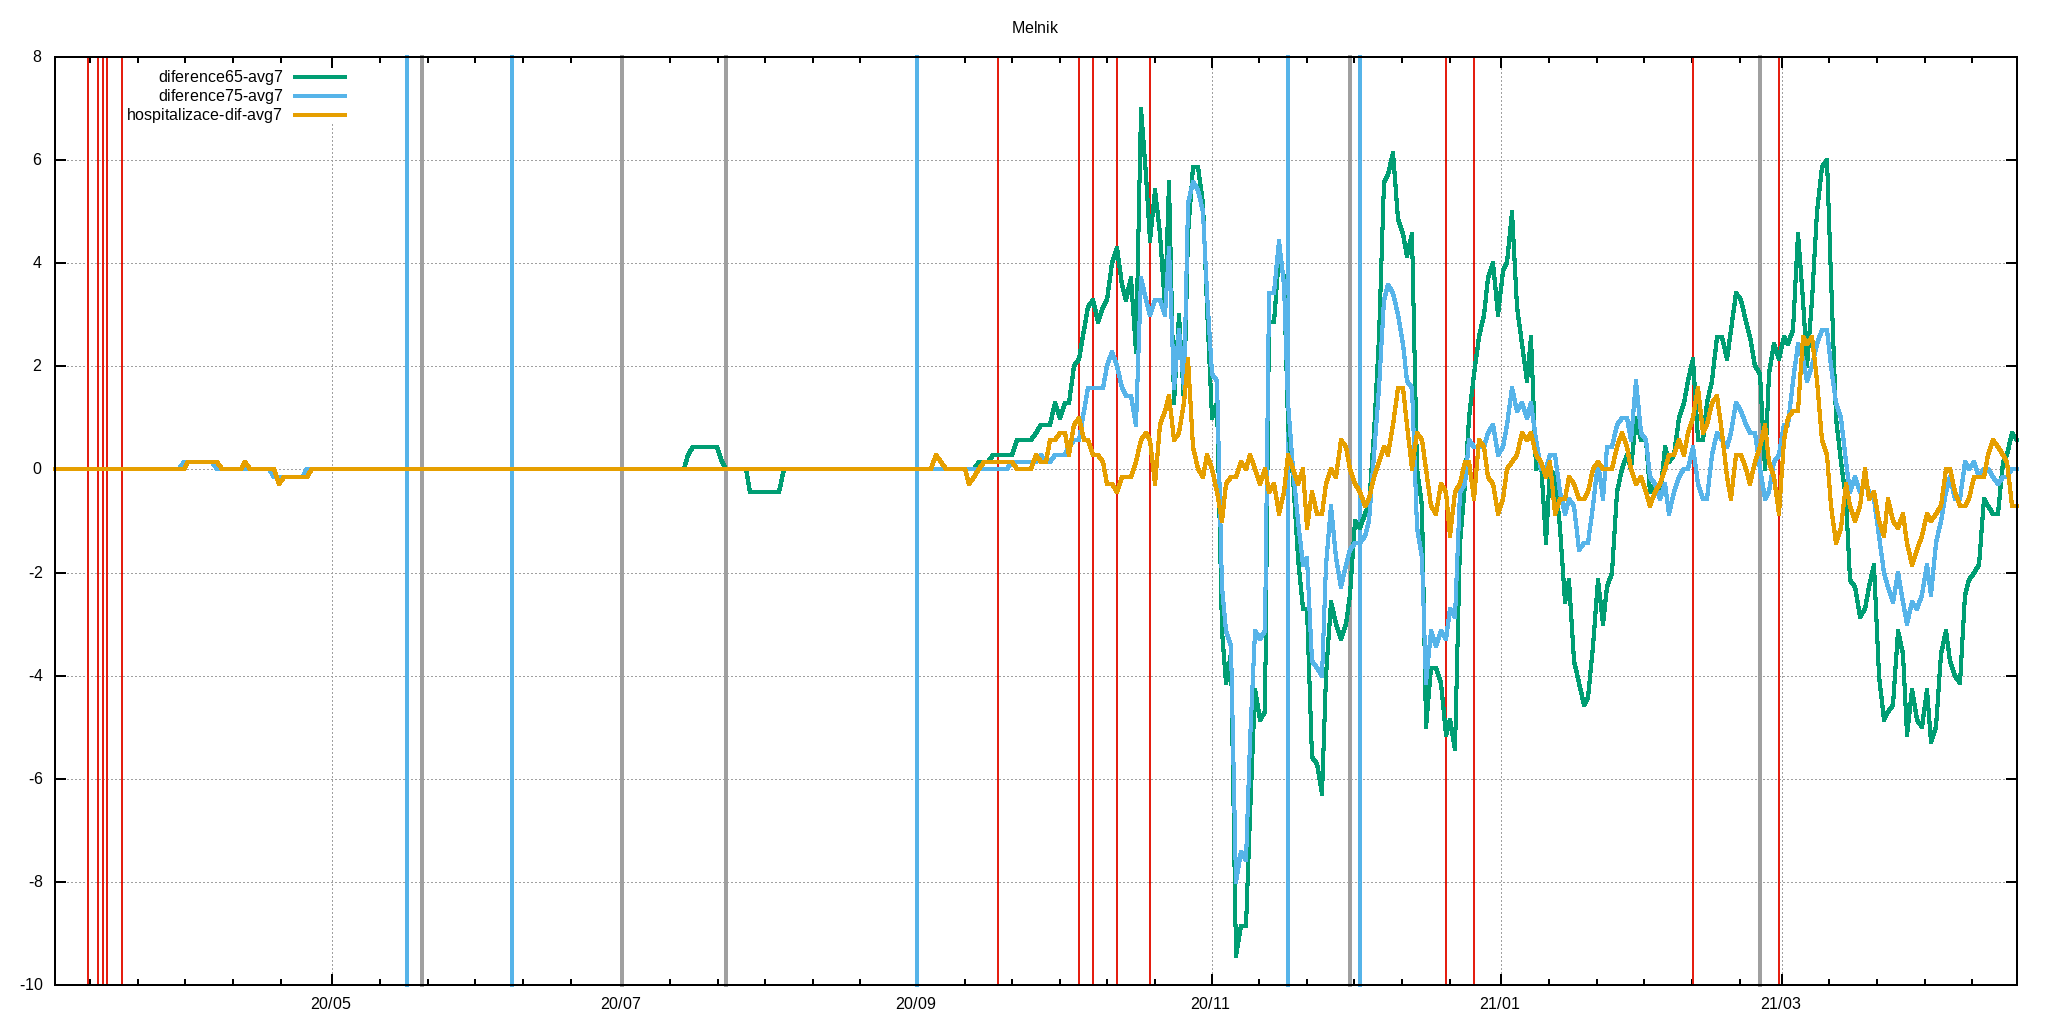 Melnik
diference65-avg7
diference75-avg7
hospitalizace-dif-avg7
8
6
4
2
0
-2
-4
-6
-8
-10
20/05 20/07 20/09 20/11 21/01 21/03